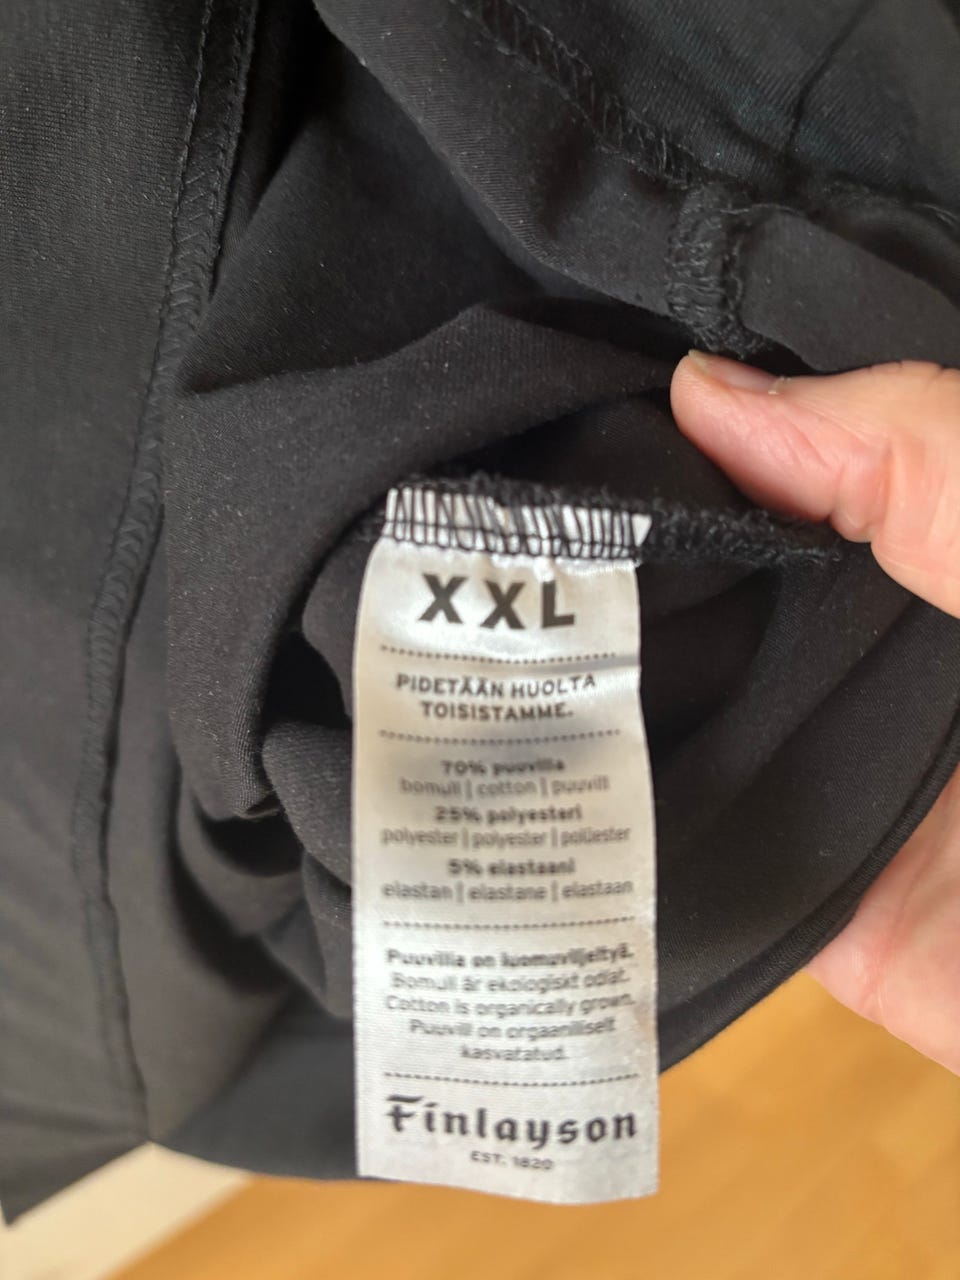 XXL
PIDETÄÄN HUOLTA
TOISISTAMME.
70% puuvilla
bomull | cotton | puuvill
25% polyesteri
polyester | polyester | polüester
5% elastaani
elastan | elastane | elastaan
Puuvilla on luomuviljeltyä.
Bomull är ekologiskt odlat.
Cotton is organically grown.
Puuvill on orgaaniliselt
kasvatatud.
Finlayson
EST. 1820